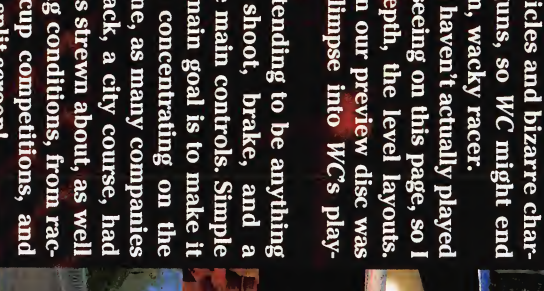 icles and bizarre char-
uns, so WC might end
n, wacky racer.
haven't actually played
seeing on this page, so I
epth, the level layouts.
n our preview disc was
limpse into WC's play-
tending to be anything
shoot, brake, and a
main controls. Simple
main goal is to make it
concentrating on the
ne, as many companies
ack, a city course, had
s strewn about, as well
g conditions, from rac-
cup competitions, and